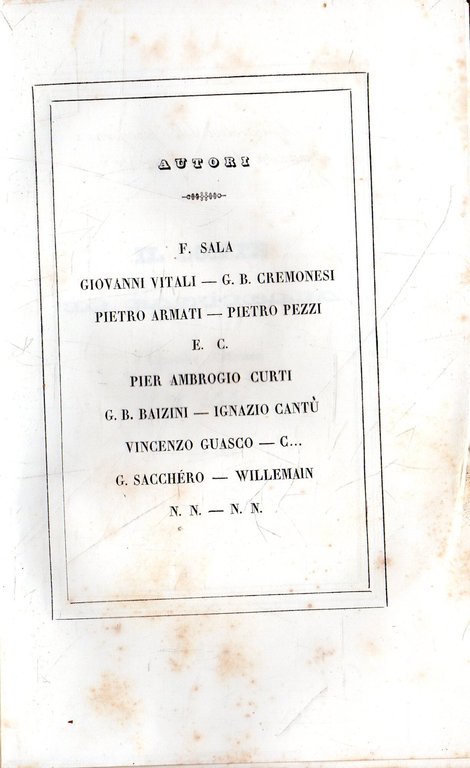 AUTORI
F. SALA
GIOVANNI VITALI — G. B. CREMONESI
PIETRO ARMATI — PIETRO PEZZI
E. C.
PIER AMBROGIO CURTI
G. B. BAIZINI — IGNAZIO CANTÙ
VINCENZO GUASCO — C...
G. SACCHÉRO — WILLEMAIN
N. N. — N. N.